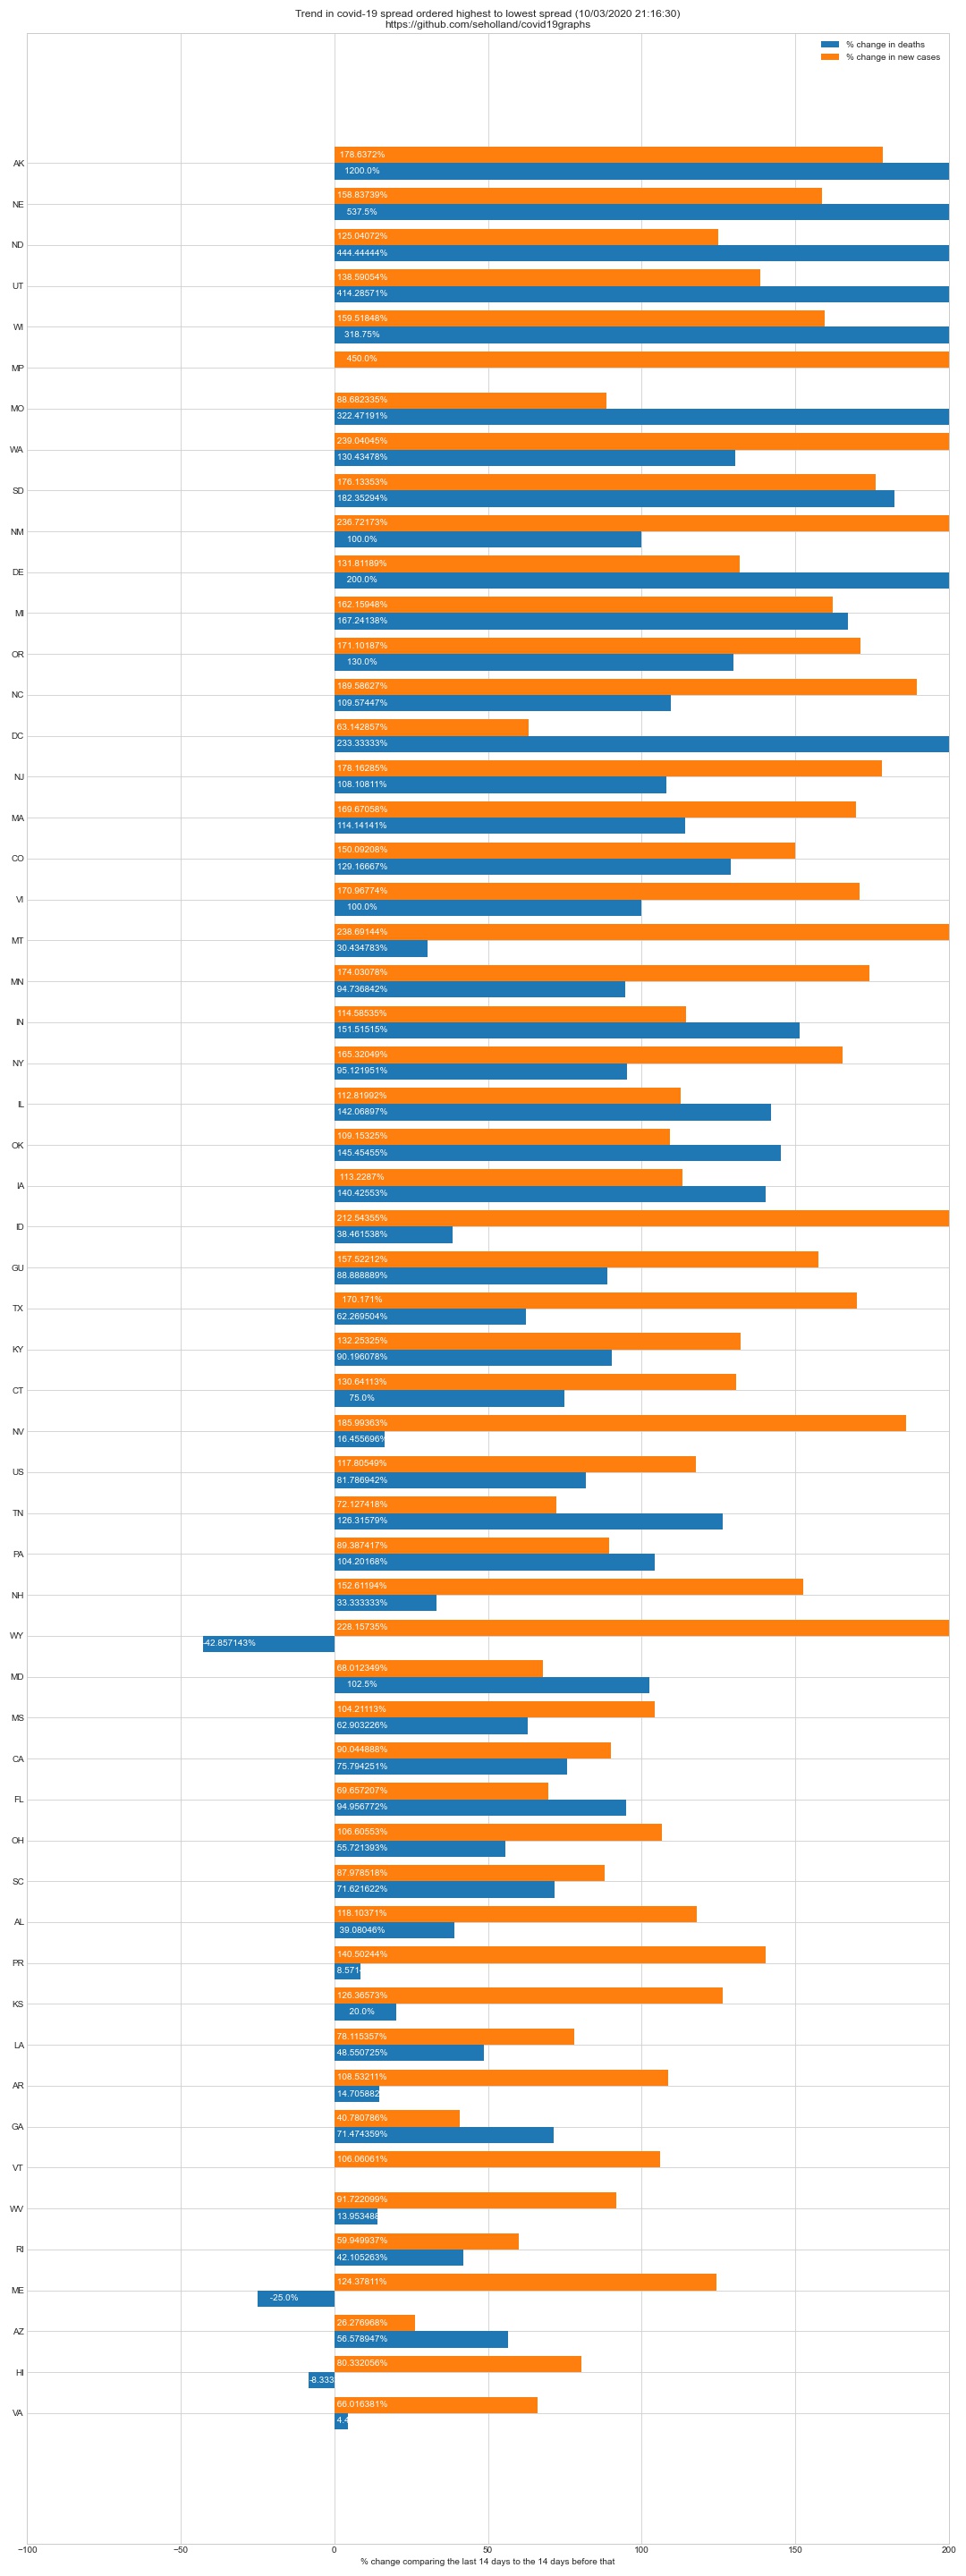 Trend in covid-19 spread ordered highest to lowest spread (10/03/2020 21:16:30)
https://github.com/seholland/covid19graphs
% change in deaths
% change in new cases
AK 178.6372%
1200.0%
NE 158.83739%
537.5%
ND 125.04072%
444.44444%
UT 138.59054%
414.28571%
WI 159.51848%
318.75%
MP 450.0%
MO 88.682335%
322.47191%
WA 239.04045%
130.43478%
SD 176.13353%
182.35294%
NM 236.72173%
100.0%
DE 131.81189%
200.0%
MI 162.15948%
167.24138%
OR 171.10187%
130.0%
NC 189.58627%
109.57447%
DC 63.142857%
233.33333%
NJ 178.16285%
108.10811%
MA 169.67058%
114.14141%
CO 150.09208%
129.16667%
VI 170.96774%
100.0%
MT 238.69144%
30.434783%
MN 174.03078%
94.736842%
IN 114.58535%
151.51515%
NY 165.32049%
95.121951%
IL 112.81992%
142.06897%
OK 109.15325%
145.45455%
IA 113.2287%
140.42553%
ID 212.54355%
38.461538%
GU 157.52212%
88.888889%
TX 170.171%
62.269504%
KY 132.25325%
90.196078%
CT 130.64113%
75.0%
NV 185.99363%
16.455696%
US 117.80549%
81.786942%
TN 72.127418%
126.31579%
PA 89.387417%
104.20168%
NH 152.61194%
33.333333%
WY 228.15735%
-42.857143%
MD 68.012349%
102.5%
MS 104.21113%
62.903226%
CA 90.044888%
75.794251%
FL 69.657207%
94.956772%
OH 106.60553%
55.721393%
SC 87.978518%
71.621622%
AL 118.10371%
39.08046%
PR 140.50244%
8.571
KS 126.36573%
20.0%
LA 78.115357%
48.550725%
AR 108.53211%
14.705882
GA 40.780786%
71.474359%
VT 106.06061%
WV 91.722099%
13.953488
RI 59.949937%
42.105263%
ME 124.37811%
-25.0%
AZ 26.276968%
56.578947%
HI 80.332056%
-8.333
VA 66.016381%
4.4
−100 −50 0 50 100 150 200
% change comparing the last 14 days to the 14 days before that